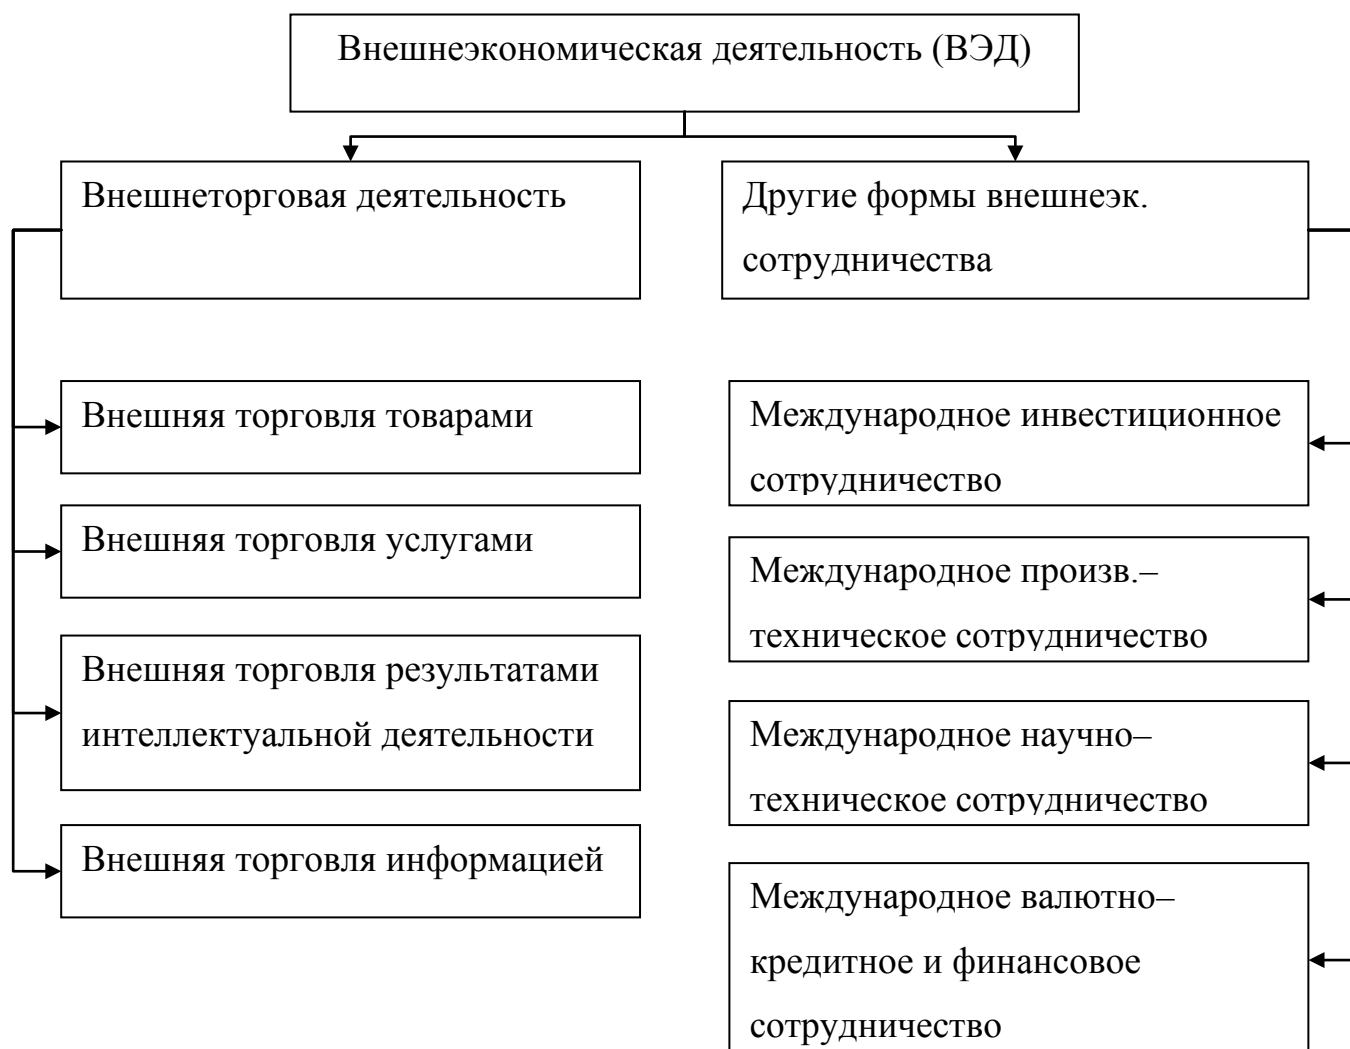 Внешнеэкономическая деятельность (ВЭД)
Внешнеторговая деятельность
Другие формы внешнеэк.
сотрудничества
Внешняя торговля товарами
Внешняя торговля услугами
Внешняя торговля результатами
интеллектуальной деятельности
Внешняя торговля информацией
Международное инвестиционное
сотрудничество
Международное произв.–
техническое сотрудничество
Международное научно–
техническое сотрудничество
Международное валютно–
кредитное и финансовое
сотрудничество